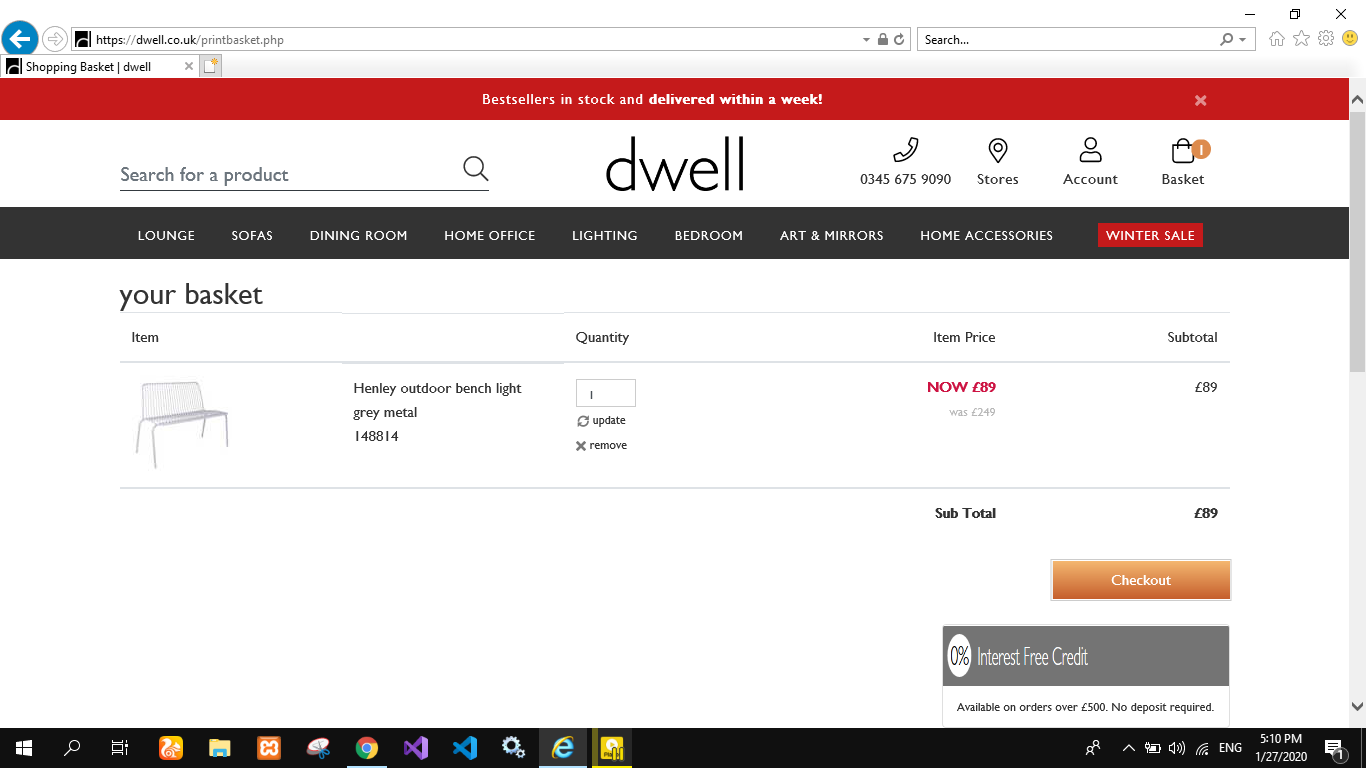 https://dwell.co.uk/printbasket.php
Search...
Shopping Basket | dwell
Bestsellers in stock and delivered within a week!
Search for a product
dwell
0345 675 9090
Stores
Account
1
Basket
LOUNGE
SOFAS
DINING ROOM
HOME OFFICE
LIGHTING
BEDROOM
ART & MIRRORS
HOME ACCESSORIES
WINTER SALE
your basket
Item
Quantity
Item Price
Subtotal
Henley outdoor bench light
grey metal
148814
1
update
remove
NOW £89
was £249
£89
Sub Total
£89
Checkout
0% Interest Free Credit
Available on orders over £500. No deposit required.
ENG
5:10 PM
1/27/2020
1